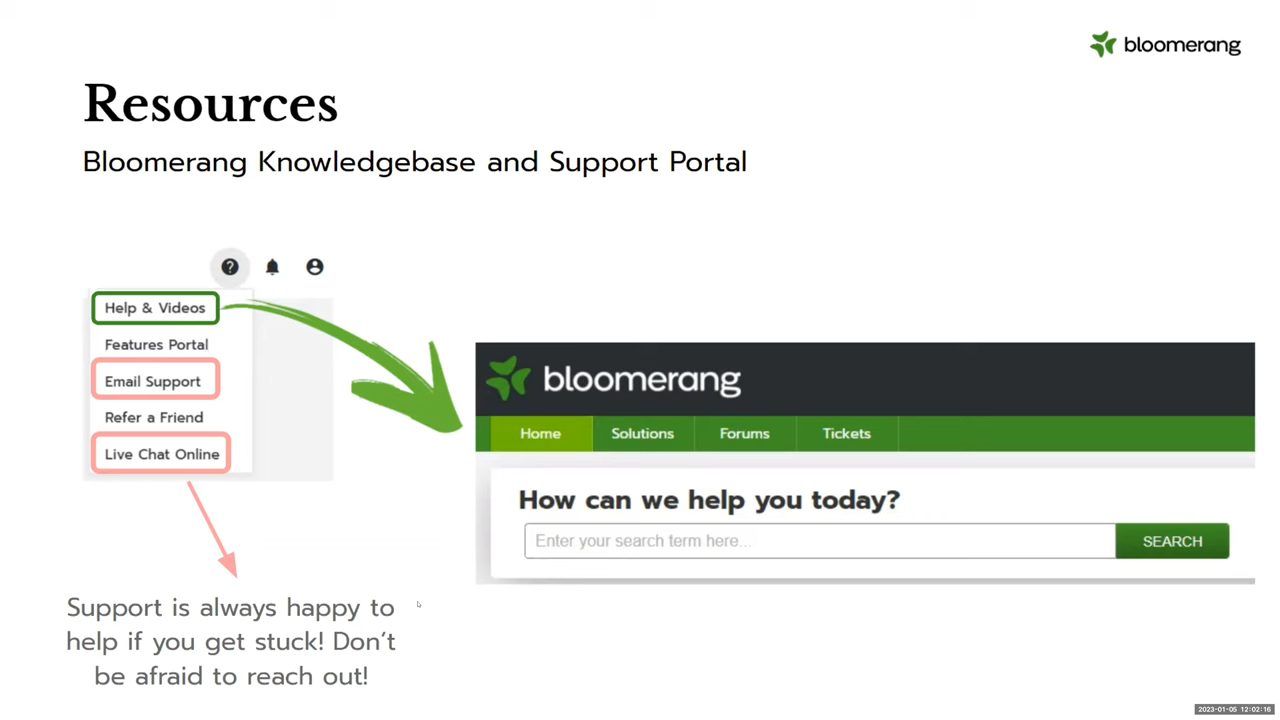 bloomerang
Resources
Bloomerang Knowledgebase and Support Portal
?
Help & Videos
Features Portal
Email Support
Refer a Friend
Live Chat Online
Support is always happy to
help if you get stuck! Don't
be afraid to reach out!
bloomerang
Home Solutions Forums Tickets
How can we help you today?
Enter your search term here...
SEARCH
2023-01-05 12:02:16